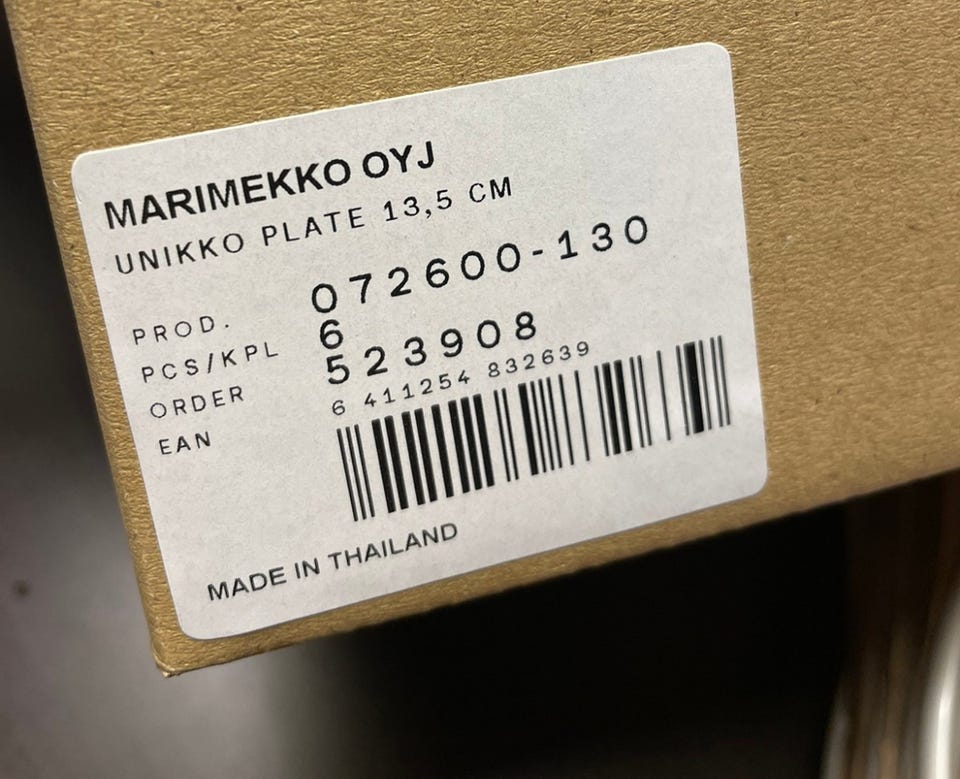 MARIMEKKO OYJ
UNIKKO PLATE 13,5 CM
PROD. 072600-130
PCS/KPL 6
ORDER 523908
EAN 6 411254 832639
MADE IN THAILAND